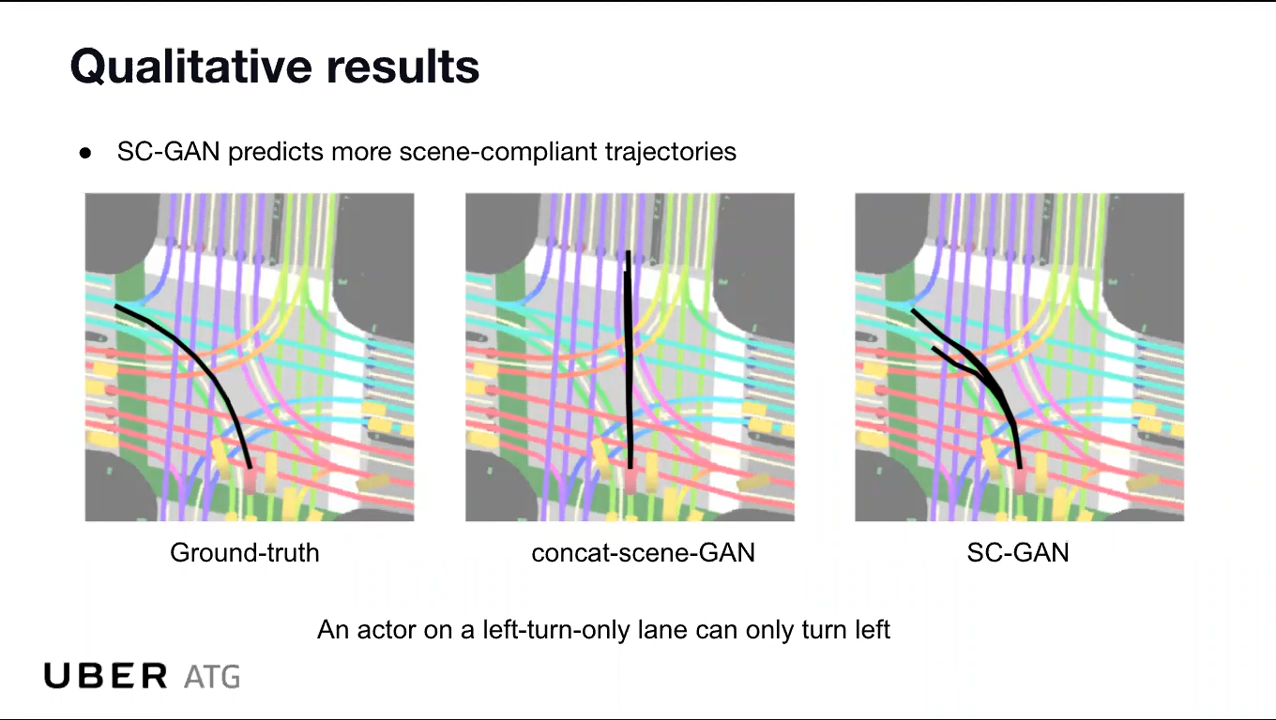 Qualitative results
● SC-GAN predicts more scene-compliant trajectories
Ground-truth
concat-scene-GAN
SC-GAN
An actor on a left-turn-only lane can only turn left
UBER ATG